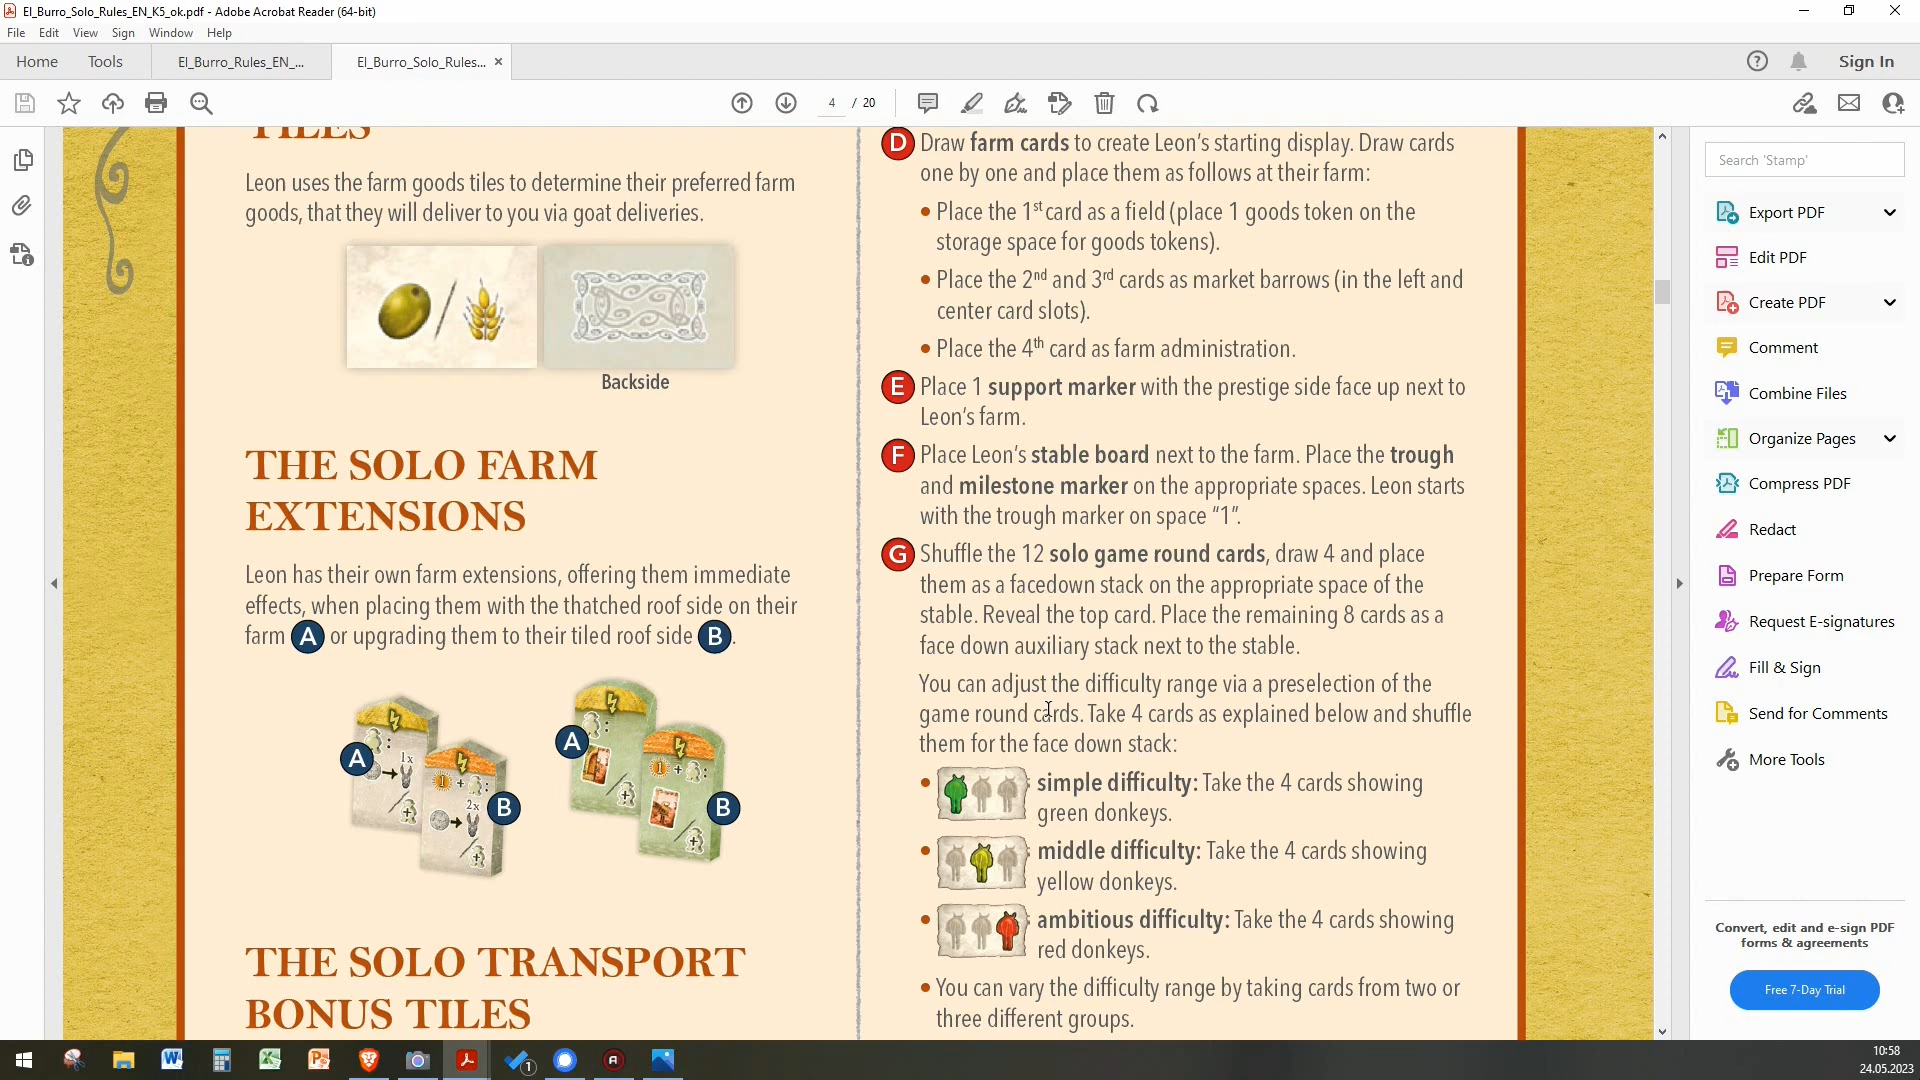 El_Burro_Solo_Rules_EN_K5_ok.pdf - Adobe Acrobat Reader (64-bit)
File Edit View Sign Window Help
Home Tools El_Burro_Rules_EN_... El_Burro_Solo_Rules... Sign In
4 / 20
TILES
Leon uses the farm goods tiles to determine their preferred farm
goods, that they will deliver to you via goat deliveries.
Backside
THE SOLO FARM
EXTENSIONS
Leon has their own farm extensions, offering them immediate
effects, when placing them with the thatched roof side on their
farm A or upgrading them to their tiled roof side B.
A 1x B 1 + 2x
A B 1 +
THE SOLO TRANSPORT
BONUS TILES
D Draw farm cards to create Leon's starting display. Draw cards
one by one and place them as follows at their farm:
• Place the 1st card as a field (place 1 goods token on the
storage space for goods tokens).
• Place the 2nd and 3rd cards as market barrows (in the left and
center card slots).
• Place the 4th card as farm administration.
E Place 1 support marker with the prestige side face up next to
Leon's farm.
F Place Leon's stable board next to the farm. Place the trough
and milestone marker on the appropriate spaces. Leon starts
with the trough marker on space "1".
G Shuffle the 12 solo game round cards, draw 4 and place
them as a facedown stack on the appropriate space of the
stable. Reveal the top card. Place the remaining 8 cards as a
face down auxiliary stack next to the stable.
You can adjust the difficulty range via a preselection of the
game round cards. Take 4 cards as explained below and shuffle
them for the face down stack:
• simple difficulty: Take the 4 cards showing
green donkeys.
• middle difficulty: Take the 4 cards showing
yellow donkeys.
• ambitious difficulty: Take the 4 cards showing
red donkeys.
• You can vary the difficulty range by taking cards from two or
three different groups.
Search 'Stamp'
Export PDF
Edit PDF
Create PDF
Comment
Combine Files
Organize Pages
Compress PDF
Redact
Prepare Form
Request E-signatures
Fill & Sign
Send for Comments
More Tools
Convert, edit and e-sign PDF
forms & agreements
Free 7-Day Trial
1
10:58
24.05.2023